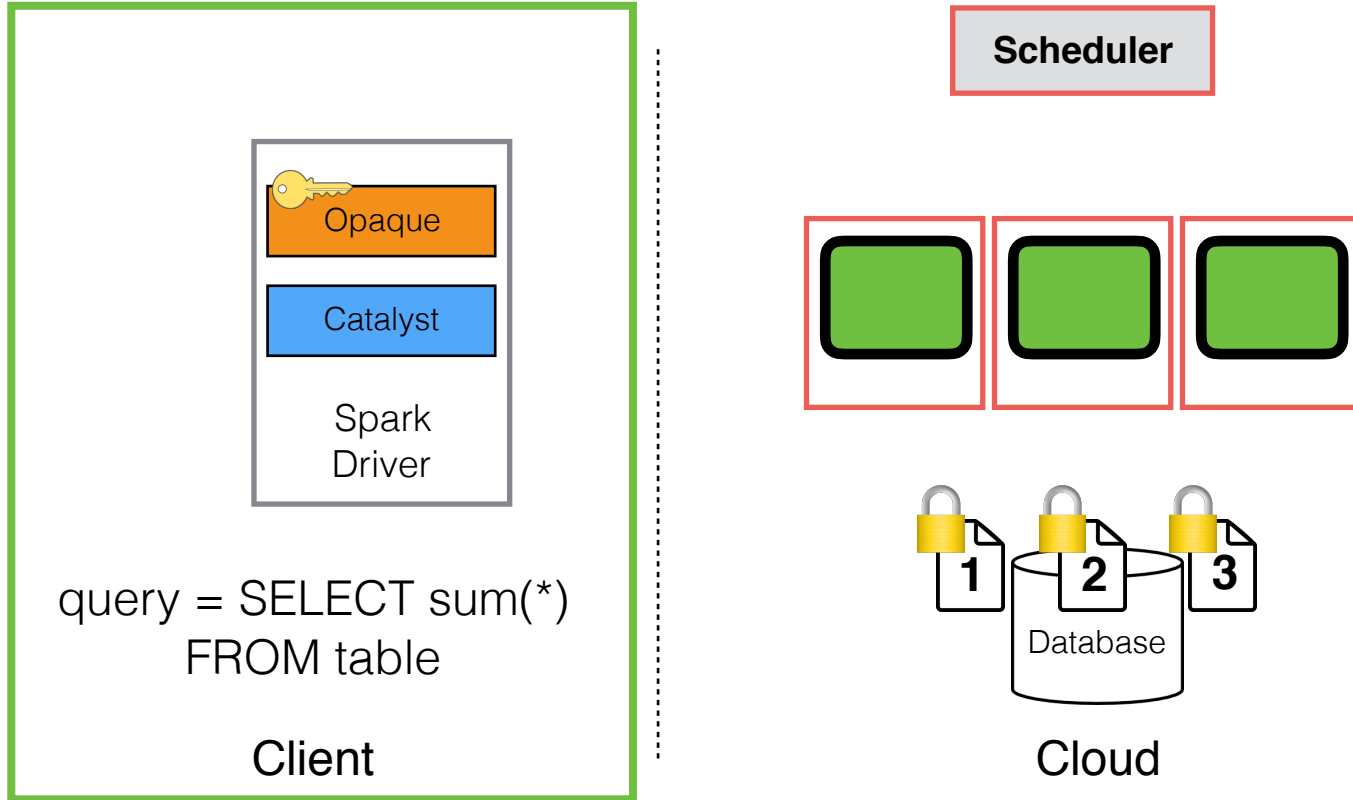 Opaque
Catalyst
Spark
Driver
query = SELECT sum(*)
FROM table
Client
Scheduler
1
2
3
Database
Cloud